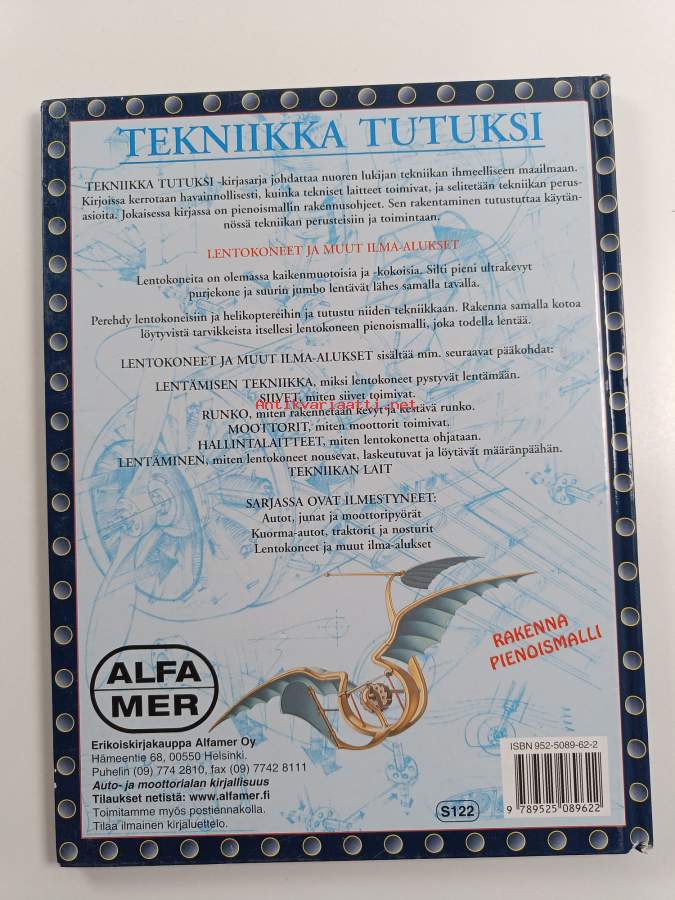 TEKNIIKKA TUTUKSI
TEKNIIKKA TUTUKSI -kirjasarja johdattaa nuoren lukijan tekniikan ihmeelliseen maailmaan.
Kirjoissa kerrotaan havainnollisesti, kuinka tekniset laitteet toimivat, ja selitetään tekniikan perus-
asioita. Jokaisessa kirjassa on pienoismallin rakennusohjeet. Sen rakentaminen tutustuttaa käytän-
nössä tekniikan perusteisiin ja toimintaan.
LENTOKONEET JA MUUT ILMA-ALUKSET
Lentokoneita on olemassa kaikenmuotoisia ja -kokoisia. Silti pieni ultrakevyt
purjekone ja suurin jumbo lentävät lähes samalla tavalla.
Perehdy lentokoneisiin ja helikoptereihin ja tutustu niiden tekniikkaan. Rakenna samalla kotoa
löytyvistä tarvikkeista itsellesi lentokoneen pienoismalli, joka todella lentää.
LENTOKONEET JA MUUT ILMA-ALUKSET sisältää mm. seuraavat pääkohdat:
LENTÄMISEN TEKNIIKKA, miksi lentokoneet pystyvät lentämään.
SIIVET, miten siivet toimivat.
Antikvariaatti.net
RUNKO, miten rakennetaan kevyt ja kestävä runko.
MOOTTORIT, miten moottorit toimivat.
HALLINTALAITTEET, miten lentokonetta ohjataan.
LENTÄMINEN, miten lentokoneet nousevat, laskeutuvat ja löytävät määränpäähän.
TEKNIIKAN LAIT
SARJASSA OVAT ILMESTYNEET:
Autot, junat ja moottoripyörät
Kuorma-autot, traktorit ja nosturit
Lentokoneet ja muut ilma-alukset
RAKENNA
PIENOISMALLI
ALFA
MER
Erikoiskirjakauppa Alfamer Oy
Hämeentie 68, 00550 Helsinki.
Puhelin (09) 774 2810, fax (09) 7742 8111
Auto- ja moottorialan kirjallisuus
Tilaukset netistä: www.alfamer.fi
Toimitamme myös postiennakolla.
Tilaa ilmainen kirjaluettelo.
S122
ISBN 952-5089-62-2
9 789525 089622